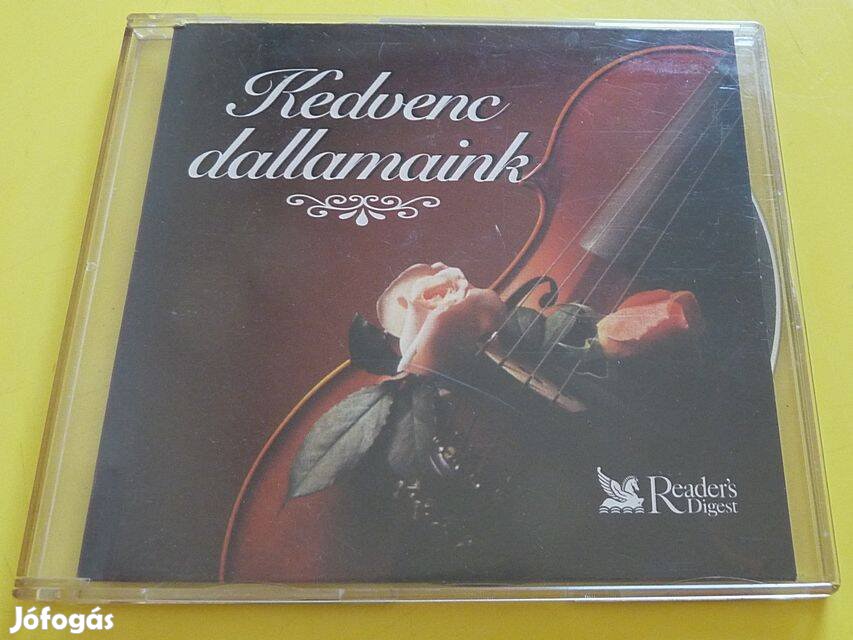 Kedvenc
dallamaink
Reader's
Digest
Jófogás